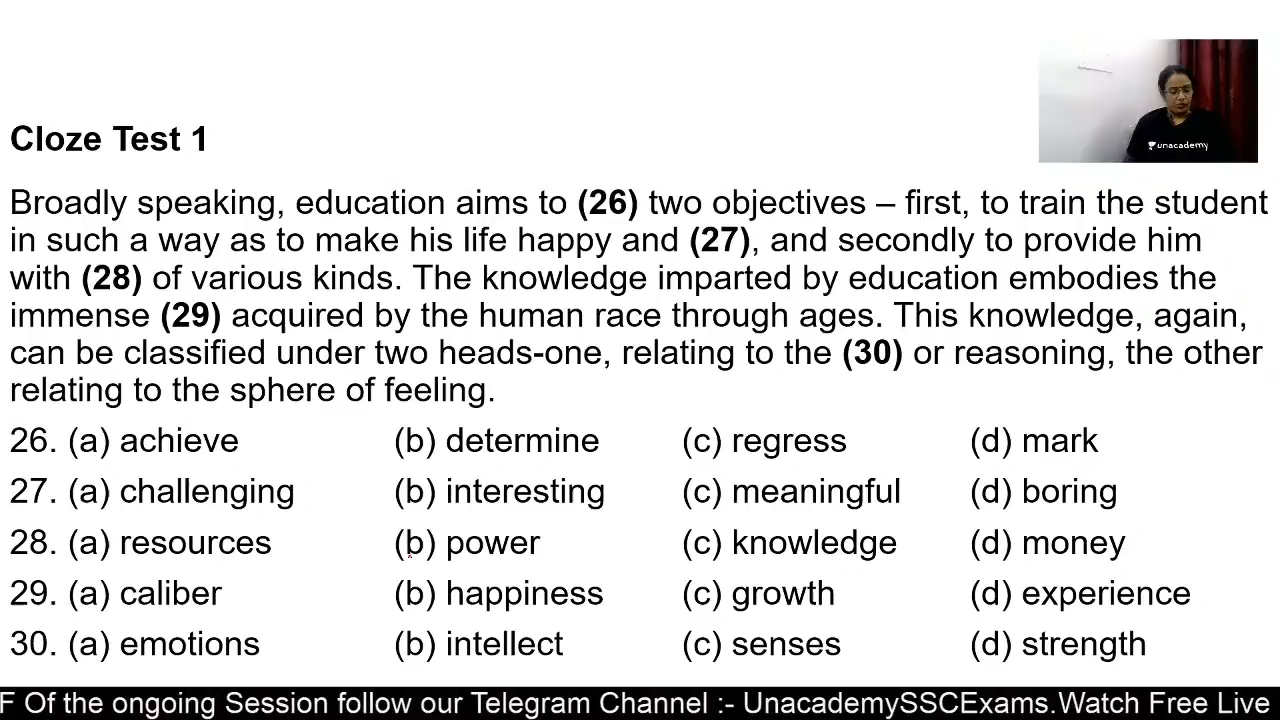 unacademy
Cloze Test 1
Broadly speaking, education aims to (26) two objectives – first, to train the student
in such a way as to make his life happy and (27), and secondly to provide him
with (28) of various kinds. The knowledge imparted by education embodies the
immense (29) acquired by the human race through ages. This knowledge, again,
can be classified under two heads-one, relating to the (30) or reasoning, the other
relating to the sphere of feeling.
26. (a) achieve (b) determine (c) regress (d) mark
27. (a) challenging (b) interesting (c) meaningful (d) boring
28. (a) resources (b) power (c) knowledge (d) money
29. (a) caliber (b) happiness (c) growth (d) experience
30. (a) emotions (b) intellect (c) senses (d) strength
F Of the ongoing Session follow our Telegram Channel :- UnacademySSCExams.Watch Free Live